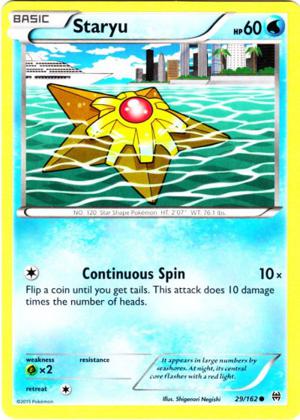 BASIC
Staryu
HP60
NO. 120 Star Shape Pokémon HT: 2'07" WT: 76.1 lbs.
Continuous Spin 10×
Flip a coin until you get tails. This attack does 10 damage
times the number of heads.
weakness resistance
×2
retreat
It appears in large numbers by
seashores. At night, its central
core flashes with a red light.
©2015 Pokémon
Illus. Shigenori Negishi
29/162